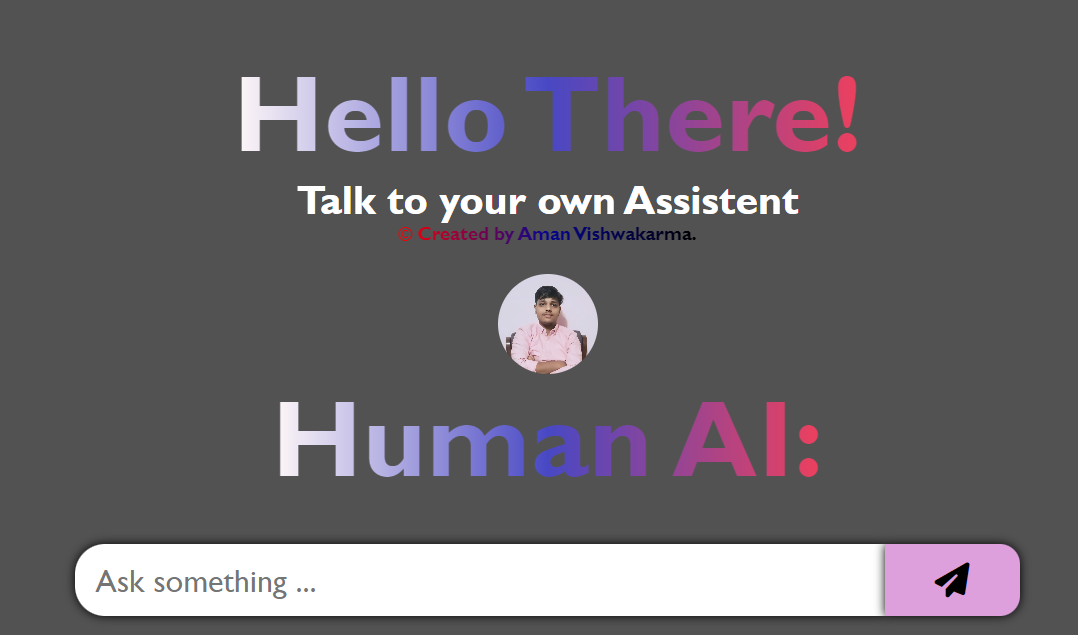 Hello There!
Talk to your own Assistent
© Created by Aman Vishwakarma.
Human AI:
Ask something ...